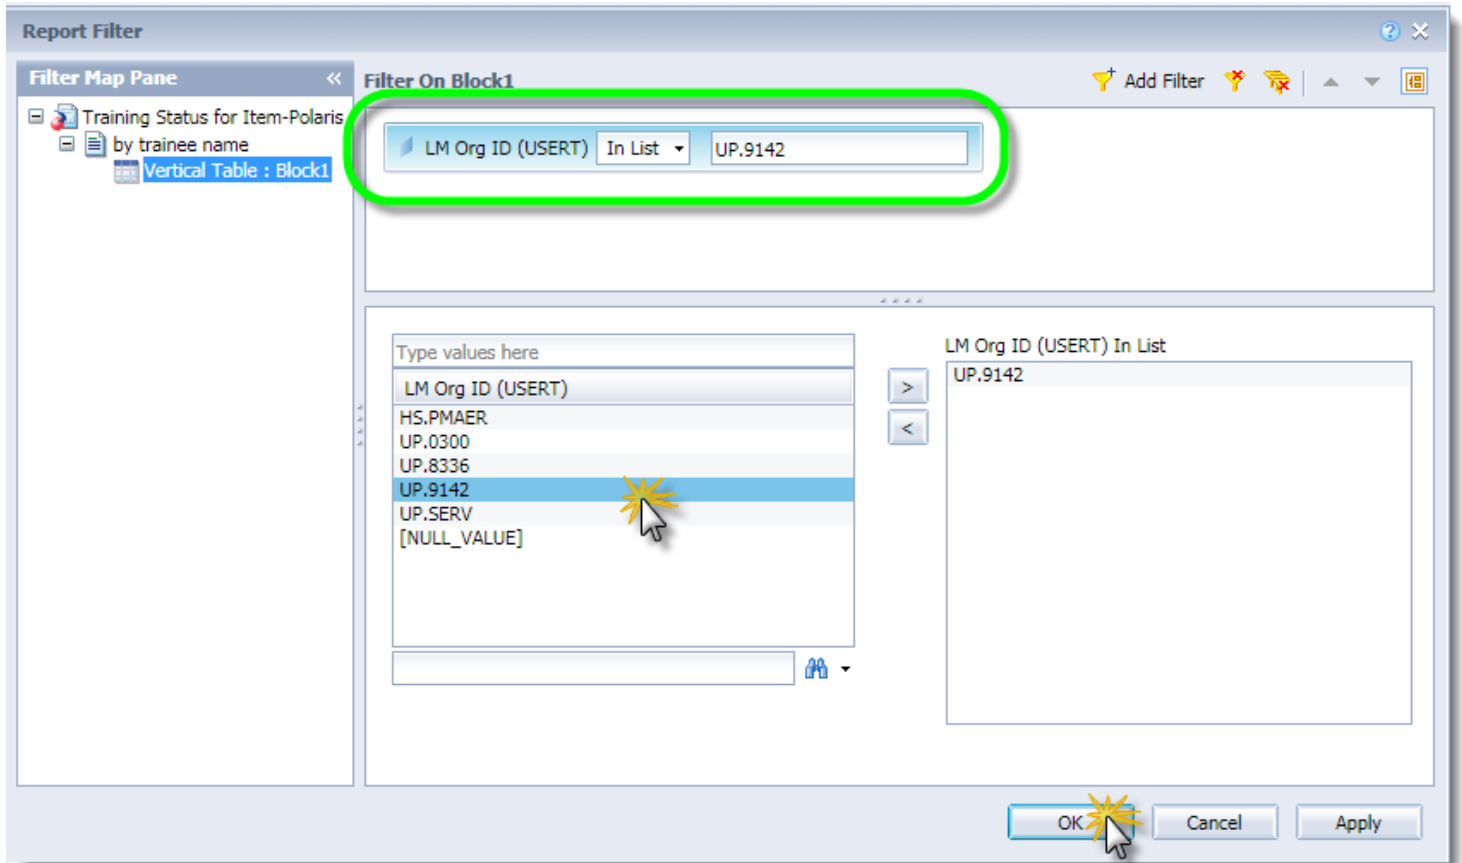 Report Filter
Filter Map Pane
Training Status for Item-Polaris
by trainee name
Vertical Table : Block1
Filter On Block1
Add Filter
LM Org ID (USERT) In List UP.9142
Type values here
LM Org ID (USERT)
HS.PMAER
UP.0300
UP.8336
UP.9142
UP.SERV
[NULL_VALUE]
>
<
LM Org ID (USERT) In List
UP.9142
OK Cancel Apply